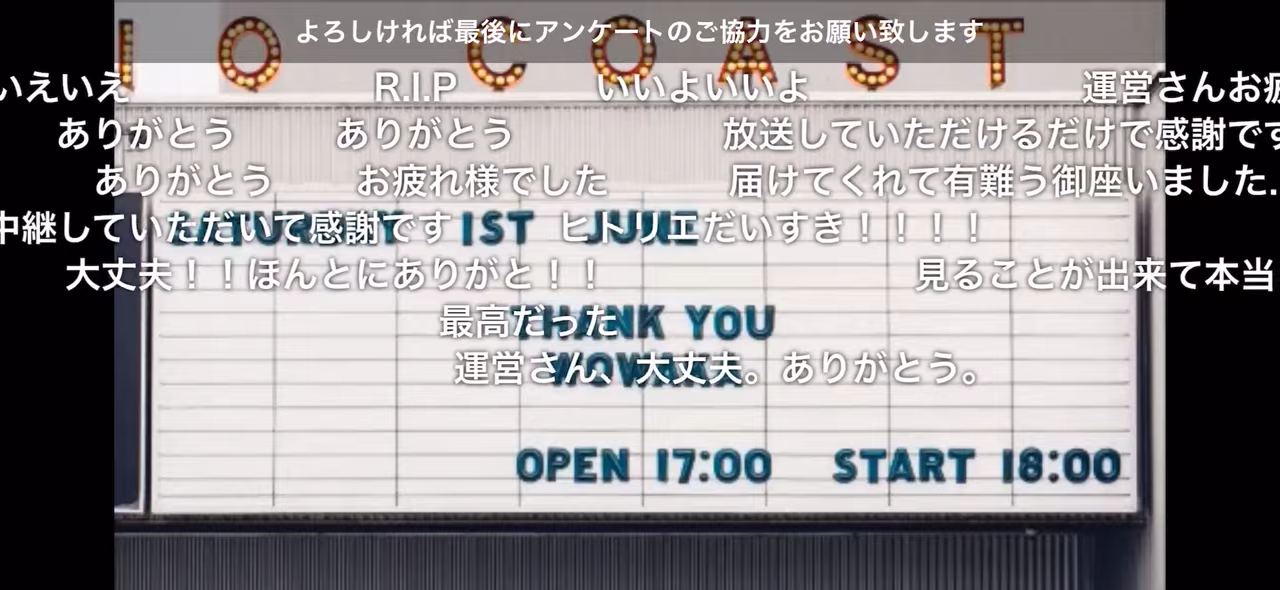 よろしければ最後にアンケートのご協力をお願い致します
IO COAST
いえいえ R.I.P いいよいいよ 運営さんお疲
ありがとう ありがとう 放送していただけるだけで感謝です
ありがとう お疲れ様でした 届けてくれて有難う御座いました.
中継していただいて感謝です ヒトリエだいすき!!!!
SATURDAY 1ST JUNE
大丈夫!!ほんとにありがと!! 見ることが出来て本当
最高だった
THANK YOU
運営さん、大丈夫。ありがとう。
WOWAKA
OPEN 17:00 START 18:00